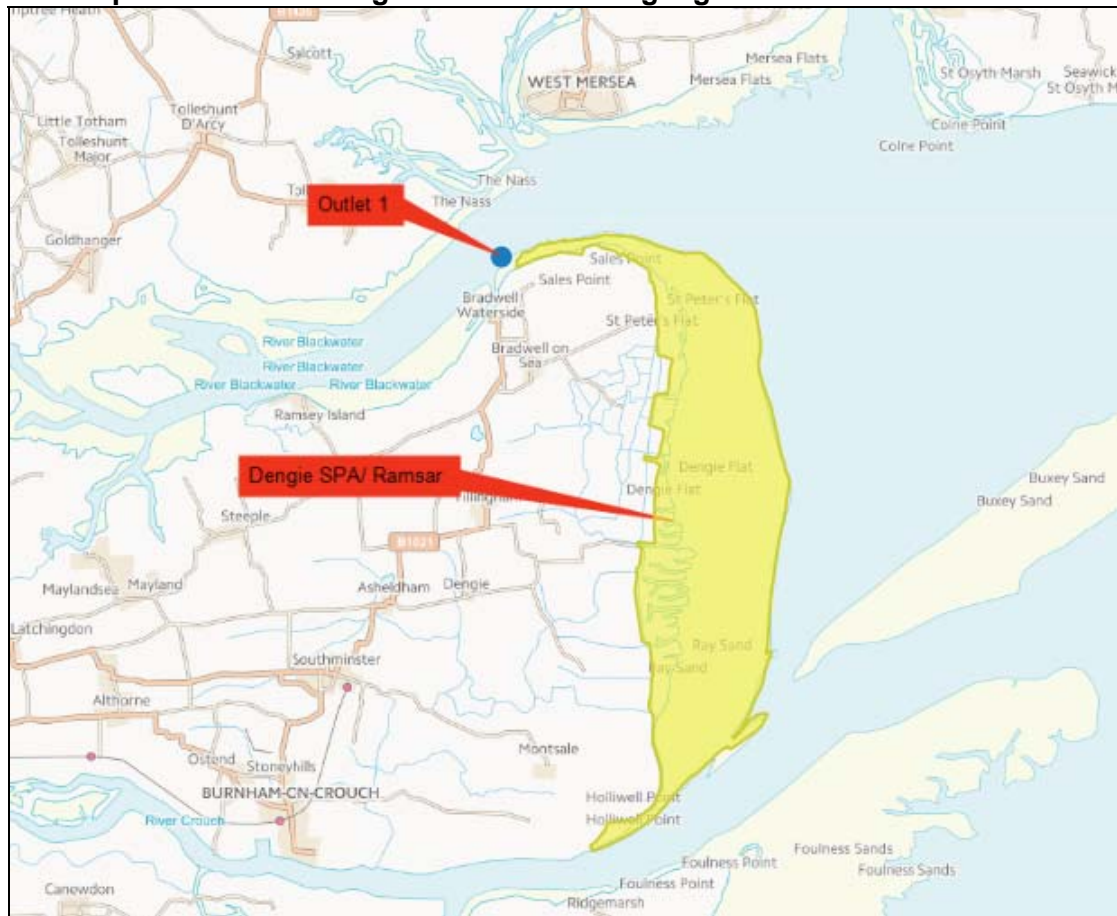 Salcott
WEST MERSEA
Mersea Flats
Mersea Flats
St Osyth Marsh
Seawick
St Osyth M
Colne Point
Colne Point
Little Totham
Tolleshunt
D'Arcy
Tolleshunt
Major
The Nass
The Nass
Outlet 1
Goldhanger
Sales Point
Sales Point
Bradwell
Waterside
St Peter's Flat
St Peter's Flat
Bradwell on
Sea
River Blackwater
River Blackwater
River Blackwater
River Blackwater
Ramsey Island
Dengie SPA/ Ramsar
Dengie Flat
Dengie Flat
Buxey Sand
Buxey Sand
Steeple
B1021
Maylandsea
Mayland
Asheldham
Dengie
Latchingdon
Southminster
Ray Sand
Ray Sand
Althorne
Montsale
Ostend
Stoneyhills
BURNHAM-ON-CROUCH
River Crouch
Holliwell Point
Holliwell Point
Foulness Sands
Foulness Sands
Foulness Point
Foulness Point
Canewdon
Ridgemarsh